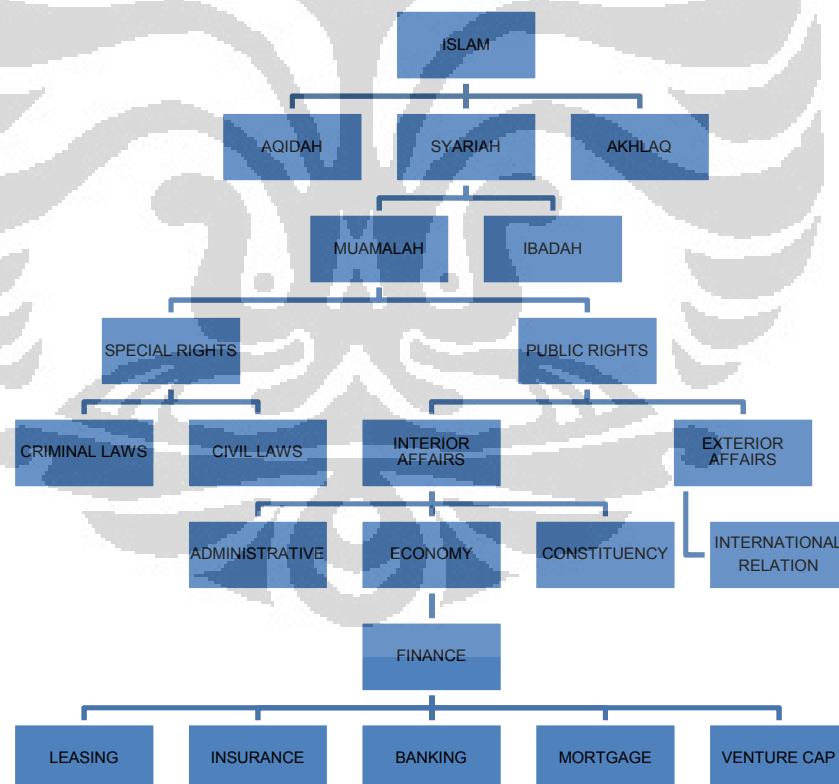 ISLAM
AQIDAH
SYARIAH
AKHLAQ
MUAMALAH
IBADAH
SPECIAL RIGHTS
PUBLIC RIGHTS
CRIMINAL LAWS
CIVIL LAWS
INTERIOR
AFFAIRS
EXTERIOR
AFFAIRS
ADMINISTRATIVE
ECONOMY
CONSTITUENCY
INTERNATIONAL
RELATION
FINANCE
LEASING
INSURANCE
BANKING
MORTGAGE
VENTURE CAP